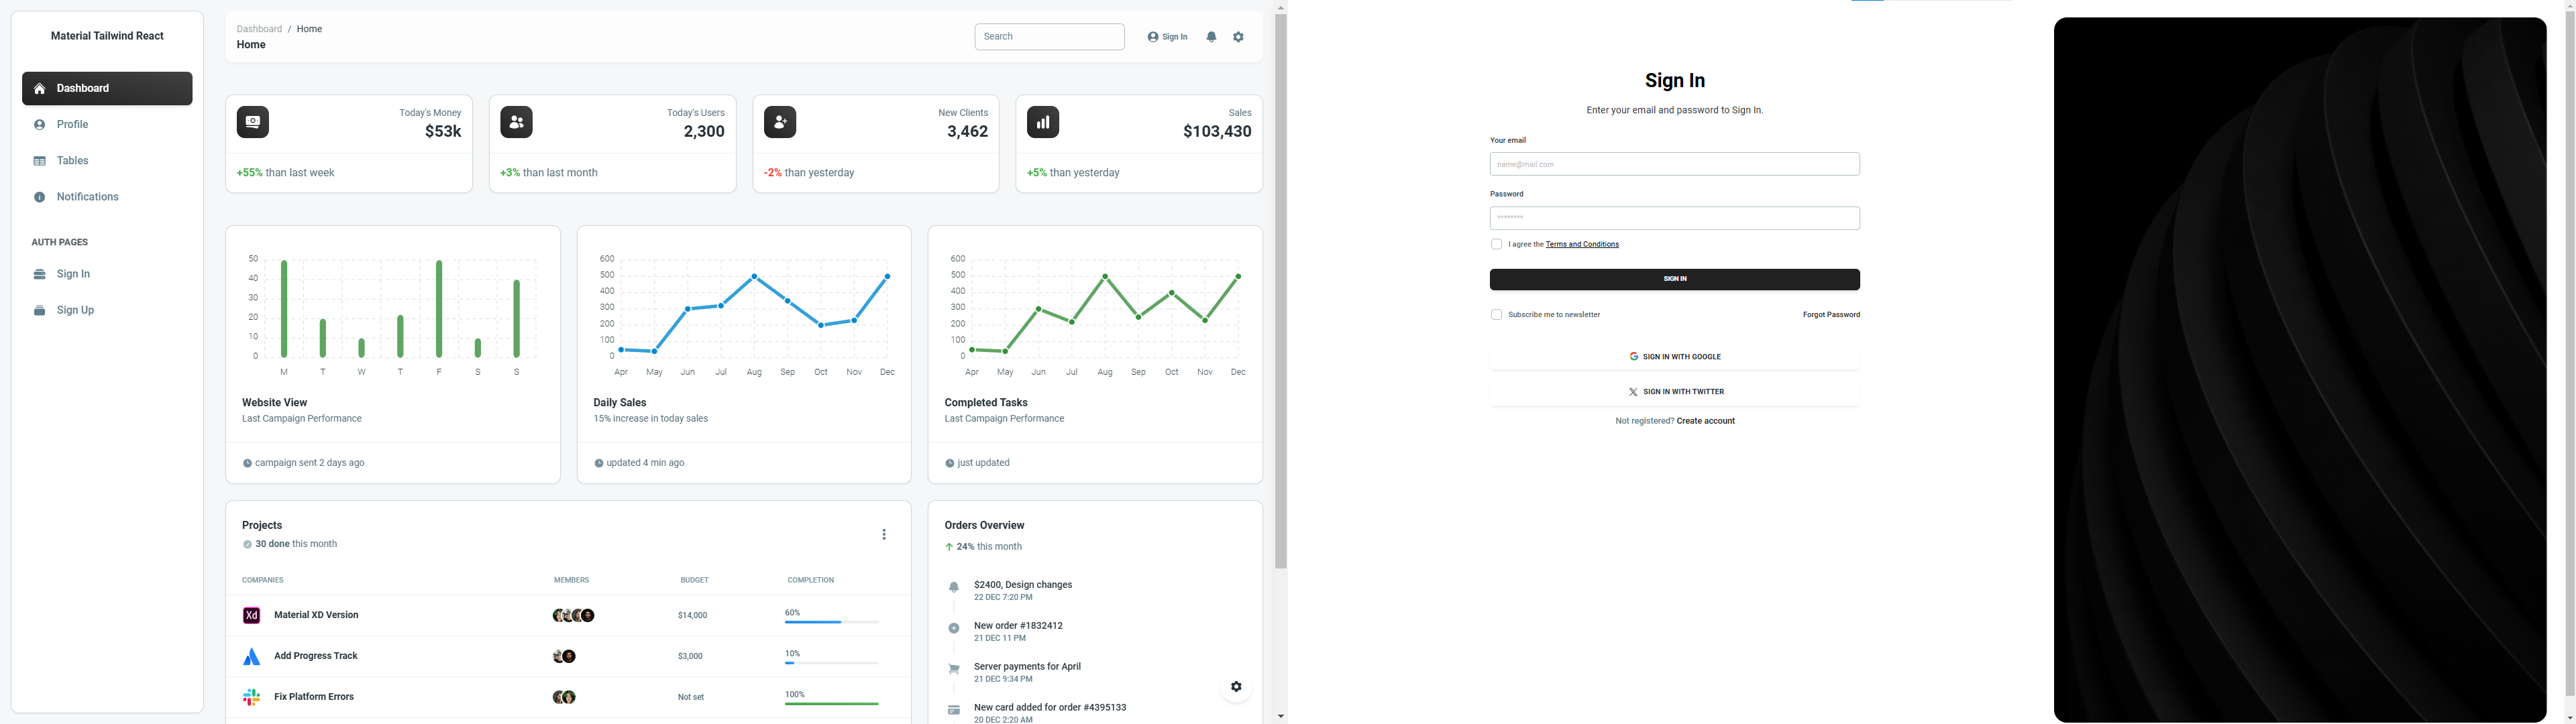 Material Tailwind React
Dashboard
Profile
Tables
Notifications
AUTH PAGES
Sign In
Sign Up
Dashboard / Home
Home
Search
Sign In
Today's Money
$53k
+55% than last week
Today's Users
2,300
+3% than last month
New Clients
3,462
-2% than yesterday
Sales
$103,430
+5% than yesterday
50
40
30
20
10
0
M T W T F S S
Website View
Last Campaign Performance
campaign sent 2 days ago
600
500
400
300
200
100
0
Apr May Jun Jul Aug Sep Oct Nov Dec
Daily Sales
15% increase in today sales
updated 4 min ago
600
500
400
300
200
100
0
Apr May Jun Jul Aug Sep Oct Nov Dec
Completed Tasks
Last Campaign Performance
just updated
Projects
30 done this month
COMPANIES MEMBERS BUDGET COMPLETION
Xd Material XD Version $14,000 60%
Add Progress Track $3,000 10%
Fix Platform Errors Not set 100%
Orders Overview
24% this month
$2400, Design changes
22 DEC 7:20 PM
New order #1832412
21 DEC 11 PM
Server payments for April
21 DEC 9:34 PM
New card added for order #4395133
20 DEC 2:20 AM
Sign In
Enter your email and password to Sign In.
Your email
name@mail.com
Password
********
I agree the Terms and Conditions
SIGN IN
Subscribe me to newsletter
Forgot Password
SIGN IN WITH GOOGLE
SIGN IN WITH TWITTER
Not registered? Create account